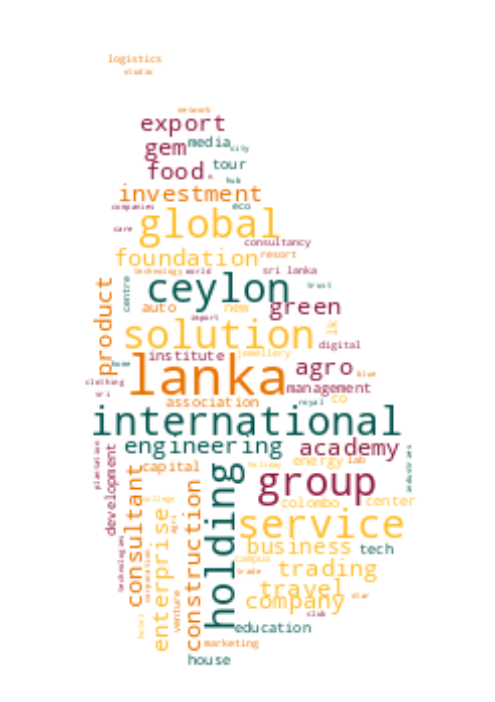 logistics
studio
network
export
gem
media
city
food.
tour
hub
investment
companies
eco
global
care
consultancy
foundation
resort
technology
world
sri lanka
centre
ceylon
trust
product
auto
new
green
import
solution
lk
digital
institute
jewellery
home
lanka
agro
blue
clothing
management
sri
association
royal
co
international
plantation
development
engineering
academy
industries
capital
holding
holiday
energy
lab
group
consultant
college
colombo
center
construction
enterprise
agri
service
technologies
corporation
business
tech
campus
trade
trading
travel
star
company
venture
hotel
club
education
marketing
house